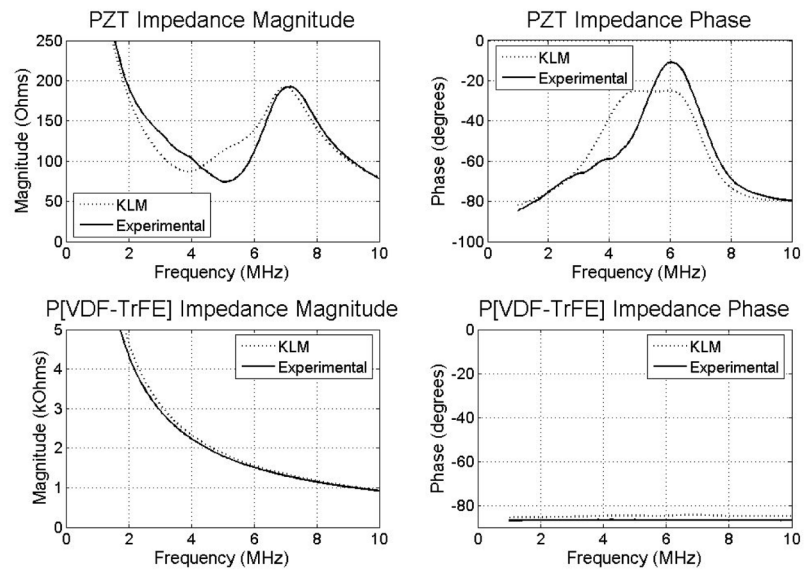 PZT Impedance Magnitude
250
200
150
100
50
0
Magnitude (Ohms)
KLM
Experimental
0 2 4 6 8 10
Frequency (MHz)
PZT Impedance Phase
0
-20
-40
-60
-80
-100
Phase (degrees)
KLM
Experimental
0 2 4 6 8 10
Frequency (MHz)
P[VDF-TrFE] Impedance Magnitude
5
4
3
2
1
0
Magnitude (kOhms)
KLM
Experimental
0 2 4 6 8 10
Frequency (MHz)
P[VDF-TrFE] Impedance Phase
0
-20
-40
-60
-80
Phase (degrees)
KLM
Experimental
0 2 4 6 8 10
Frequency (MHz)